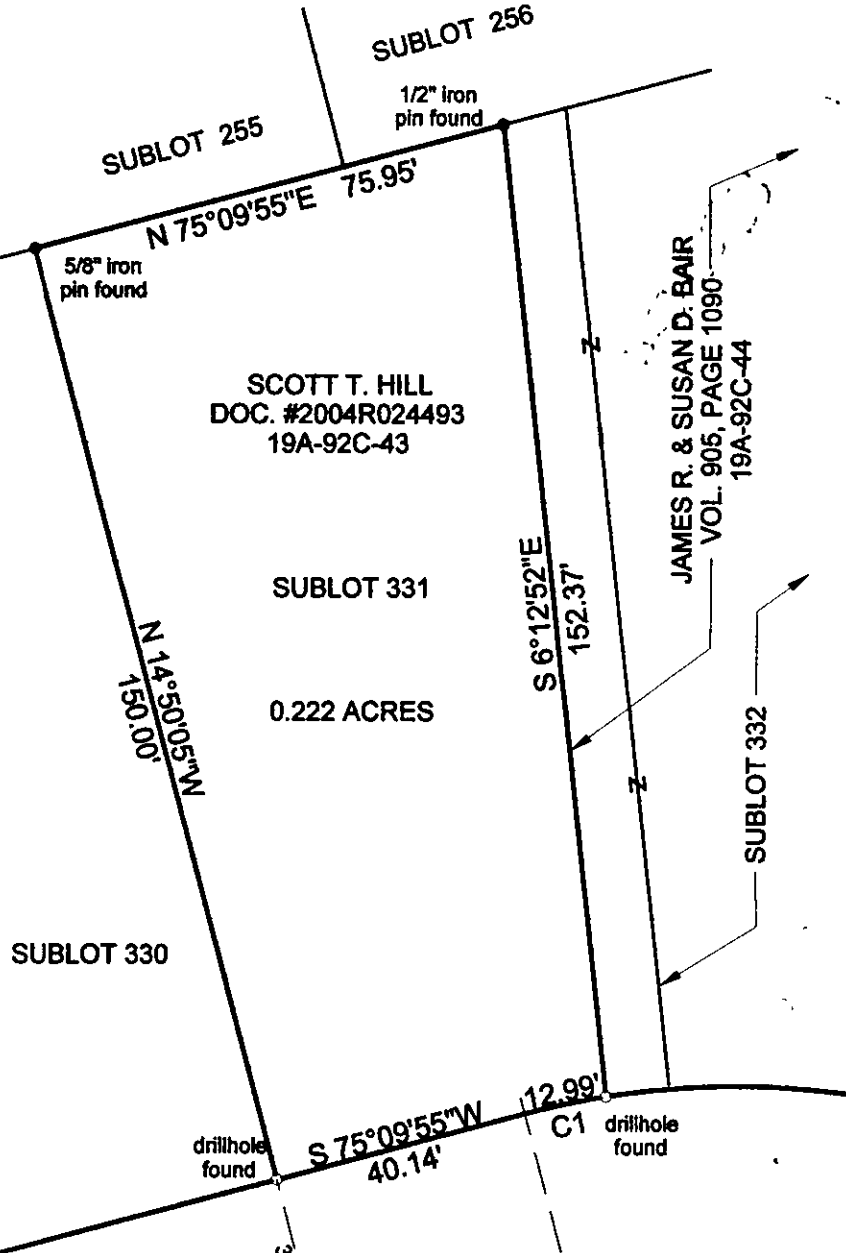 SUBLOT 256
1/2" iron
pin found
SUBLOT 255
N 75°09'55"E 75.95'
5/8" iron
pin found
SCOTT T. HILL
DOC. #2004R024493
19A-92C-43
JAMES R. & SUSAN D. BAIR
VOL. 905, PAGE 1090
19A-92C-44
S 6°12'52"E
152.37'
SUBLOT 331
0.222 ACRES
N 14°50'05"W
150.00'
SUBLOT 332
SUBLOT 330
12.99'
C1
drillhole
found
S 75°09'55"W
40.14'
drillhole
found
Z
Z